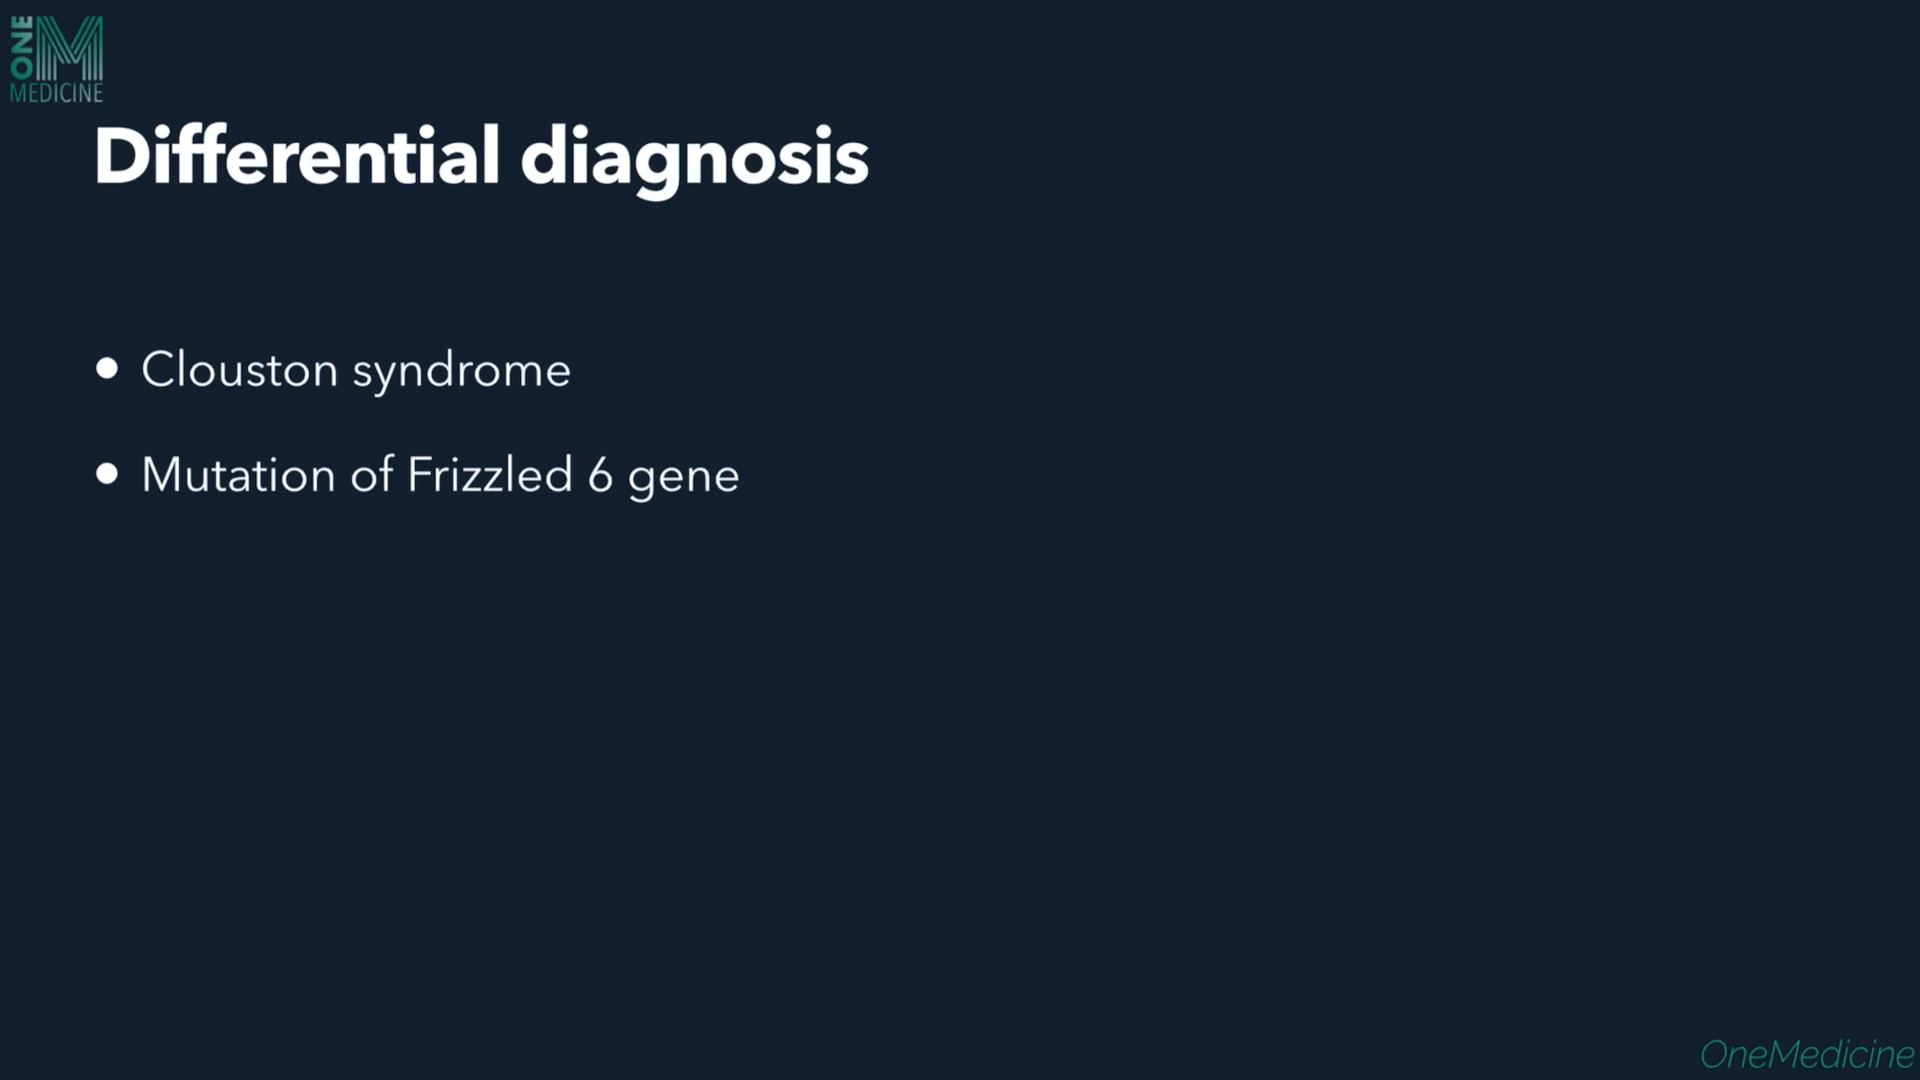 ONE
MEDICINE
Differential diagnosis
• Clouston syndrome
• Mutation of Frizzled 6 gene
OneMedicine